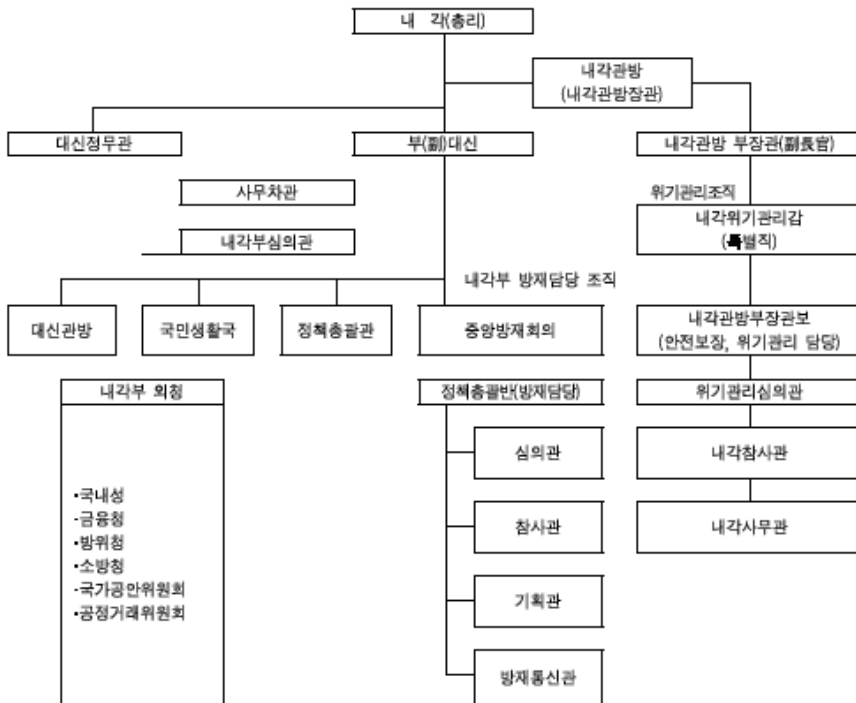 내 각(총리)
내각관방
(내각관방장관)
대신정무관
부(副)대신
내각관방 부장관(副長官)
사무차관
위기관리조직
내각위기관리감
(특별직)
내각부심의관
내각부 방재담당 조직
대신관방
국민생활국
정책총괄관
중앙방재회의
내각관방부장관보
(안전보장, 위기관리 담당)
내각부 외청
정책총괄반(방재담당)
위기관리심의관
심의관
내각참사관
•국내성
-금융청
•방위청
•소방청
-국가공안위원회
•공정거래위원회
참사관
내각사무관
기획관
방재통신관